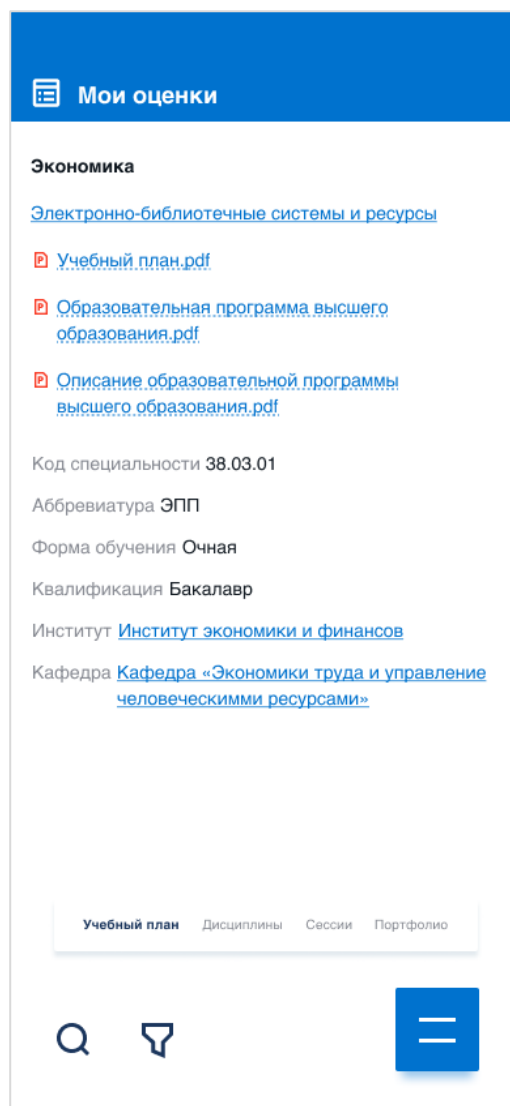 Мои оценки
Экономика
Электронно-библиотечные системы и ресурсы
Учебный план.pdf
Образовательная программа высшего
образования.pdf
Описание образовательной программы
высшего образования.pdf
Код специальности 38.03.01
Аббревиатура ЭПП
Форма обучения Очная
Квалификация Бакалавр
Институт Институт экономики и финансов
Кафедра Кафедра «Экономики труда и управление
человеческимми ресурсами»
Учебный план Дисциплины Сессии Портфолио